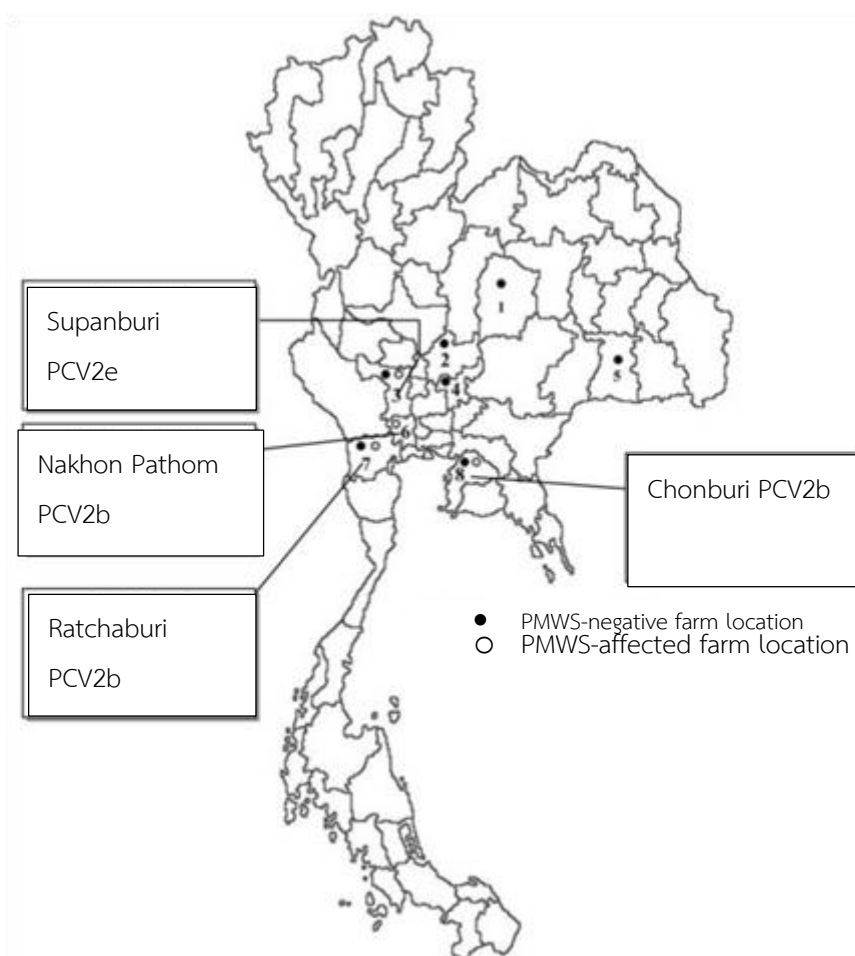 1
2
3
4
5
6
7
8
Supanburi
PCV2e
Nakhon Pathom
PCV2b
Ratchaburi
PCV2b
Chonburi PCV2b
PMWS-negative farm location
PMWS-affected farm location